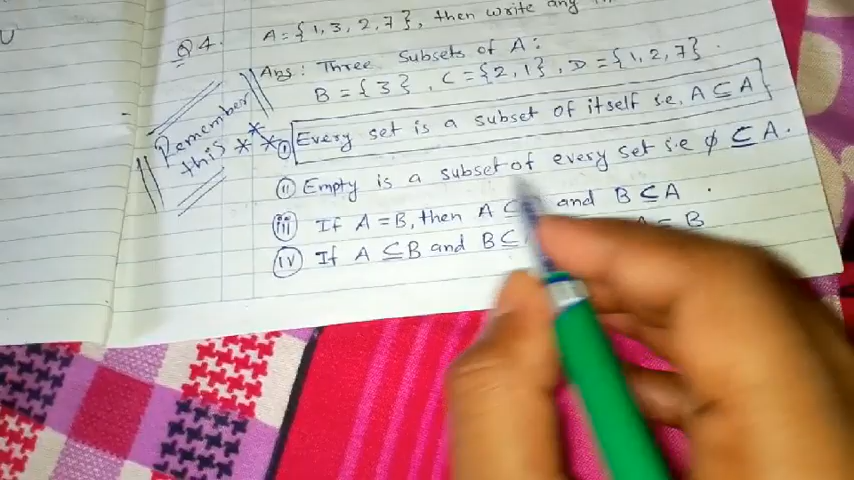 Q4. A = {1, 3, 2, 7}, then write any
Ans: Three subsets of A:
B = {3}, C = {2, 1}, D = {1, 2, 7}.
Remember this ***
(i) Every set is a subset of itself i.e. A ⊆ A
(ii) Empty is a subset of every set i.e ϕ ⊆ A.
(iii) If A = B, then A ⊆ and B ⊆ A.
(iv) If A ⊆ B and B ⊆ A = B